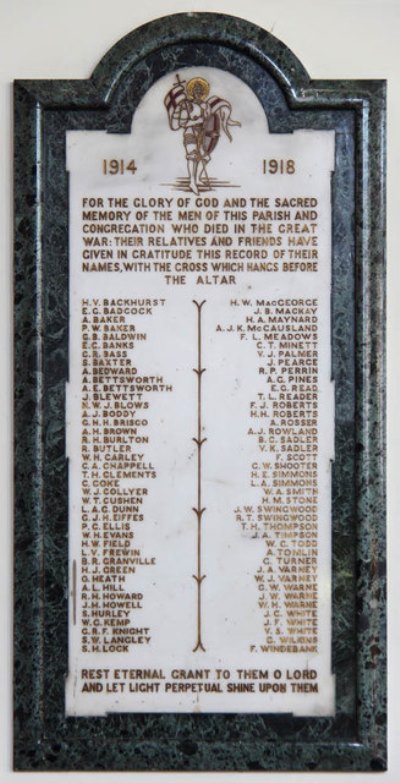 1914 1918
FOR THE GLORY OF GOD AND THE SACRED
MEMORY OF THE MEN OF THIS PARISH AND
CONGREGATION WHO DIED IN THE GREAT
WAR: THEIR RELATIVES AND FRIENDS HAVE
GIVEN IN GRATITUDE THIS RECORD OF THEIR
NAMES, WITH THE CROSS WHICH HANGS BEFORE
THE ALTAR
H. V. BACKHURST
E. G. BADCOCK
A. BAKER
P. W. BAKER
G. B. BALDWIN
E. C. BANKS
C. R. BASS
S. BAXTER
A. BEDWARD
A. BETTSWORTH
A. E. BETTSWORTH
J. BLEWETT
N. W. J. BLOWS
A. J. BODDY
G. H. H. BRISCO
A. H. BROWN
R. H. BURLTON
R. BUTLER
W. H. CARLEY
C. A. CHAPPELL
T. H. CLEMENTS
C. COKE
W. J. COLLYER
W. T. CUSHEN
L. A. G. DUNN
G. J. H. EIFFES
P. C. ELLIS
W. H. EVANS
H. W. FIELD
L. V. FREWIN
B. R. GRANVILLE
H. J. GREEN
O. HEATH
A. L. HILL
R. H. HOWARD
J. H. HOWELL
S. HURLEY
W. G. KEMP
G. R. F. KNIGHT
S. W. LANGLEY
S. H. LOCK
H. W. MACGEORGE
J. B. MACKAY
H. A. MAYNARD
A. J. K. McCAUSLAND
F. L. MEADOWS
C. T. MINETT
V. J. PALMER
J. PEARCE
R. P. PERRIN
A. G. PINES
E. G. READ
T. L. READER
F. J. ROBERTS
H. H. ROBERTS
A. ROSSER
A. J. ROWLAND
B. C. SADLER
V. K. SADLER
F. SCOTT
G. W. SHOOTER
H. E. SIMMONS
L. A. SIMMONS
W. A. SMITH
H. M. STONE
J. W. SWINGWOOD
R. T. SWINGWOOD
T. H. THOMPSON
J. A. TIMPSON
W. C. TODD
A. TOMLIN
C. TURNER
J. A. VARNEY
W. J. VARNEY
G. W. WARNE
J. W. WARNE
W. H. WARNE
J. C. WHITE
J. F. WHITE
V. S. WHITE
C. WILKINS
F. WINDEBANK
REST ETERNAL GRANT TO THEM O LORD
AND LET LIGHT PERPETUAL SHINE UPON THEM